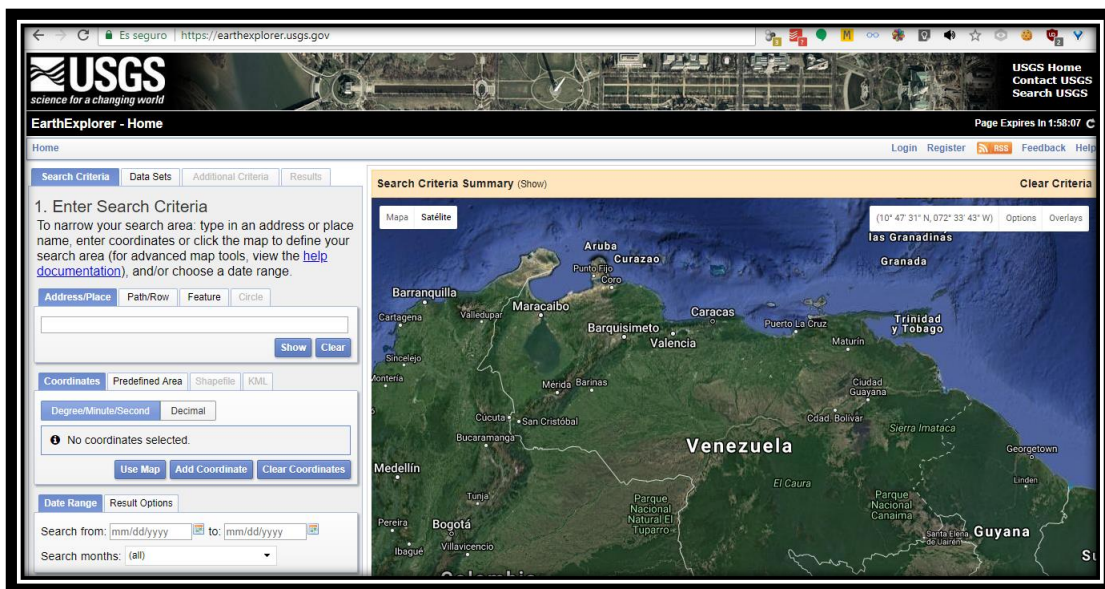 Es seguro | https://earthexplorer.usgs.gov
USGS
science for a changing world
USGS Home
Contact USGS
Search USGS
EarthExplorer - Home
Page Expires In 1:58:07
Home
Login Register RSS Feedback Help
Search Criteria Data Sets Additional Criteria Results
1. Enter Search Criteria
To narrow your search area: type in an address or place
name, enter coordinates or click the map to define your
search area (for advanced map tools, view the help
documentation), and/or choose a date range.
Address/Place Path/Row Feature Circle
Show Clear
Coordinates Predefined Area Shapefile KML
Degree/Minute/Second Decimal
No coordinates selected.
Use Map Add Coordinate Clear Coordinates
Date Range Result Options
Search from: mm/dd/yyyy to: mm/dd/yyyy
Search months: (all)
Search Criteria Summary (Show)
Clear Criteria
Mapa Satélite
(10° 47' 31" N, 072° 33' 43" W) Options Overlays
las Granadinas
Aruba
Curazao
Granada
Punto Fijo
Coro
Barranquilla
Maracaibo
Cartagena
Valledupar
Caracas
Trinidad
y Tobago
Barquisimeto
Puerto La Cruz
Valencia
Maturín
Sincelejo
Montería
Mérida
Barinas
Ciudad
Guayana
Cúcuta
San Cristóbal
Cdad. Bolívar
Sierra Imataca
Bucaramanga
Venezuela
Georgetown
Medellín
El Caura
Linden
Tunja
Parque
Nacional
Natural El
Tuparro
Parque
Nacional
Canaima
Pereira
Bogotá
Santa Elena
de Uairén
Guyana
Ibagué
Villavicencio
Colombia